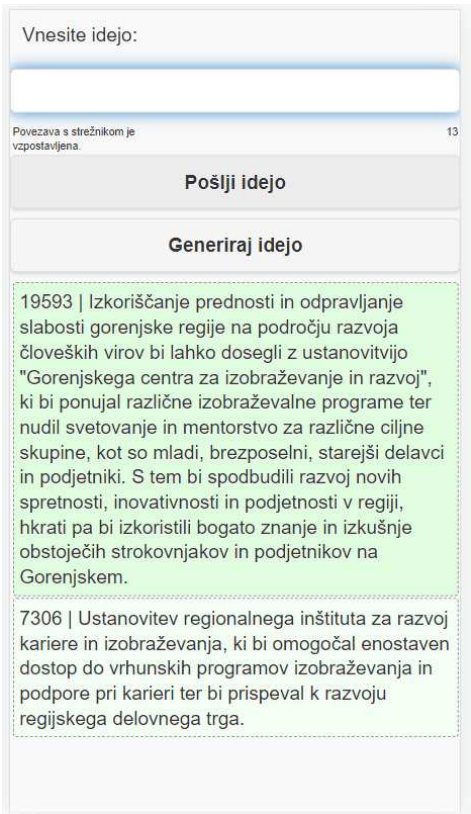 Vnesite idejo:
Povezava s strežnikom je 13
vzpostavljena.
Pošlji idejo
Generiraj idejo
19593 | Izkoriščanje prednosti in odpravljanje
slabosti gorenjske regije na področju razvoja
človeških virov bi lahko dosegli z ustanovitvijo
"Gorenjskega centra za izobraževanje in razvoj",
ki bi ponujal različne izobraževalne programe ter
nudil svetovanje in mentorstvo za različne ciljne
skupine, kot so mladi, brezposelni, starejši delavci
in podjetniki. S tem bi spodbudili razvoj novih
spretnosti, inovativnosti in podjetnosti v regiji,
hkrati pa bi izkoristili bogato znanje in izkušnje
obstoječih strokovnjakov in podjetnikov na
Gorenjskem.
7306 | Ustanovitev regionalnega inštituta za razvoj
kariere in izobraževanja, ki bi omogočal enostaven
dostop do vrhunskih programov izobraževanja in
podpore pri karieri ter bi prispeval k razvoju
regijskega delovnega trga.